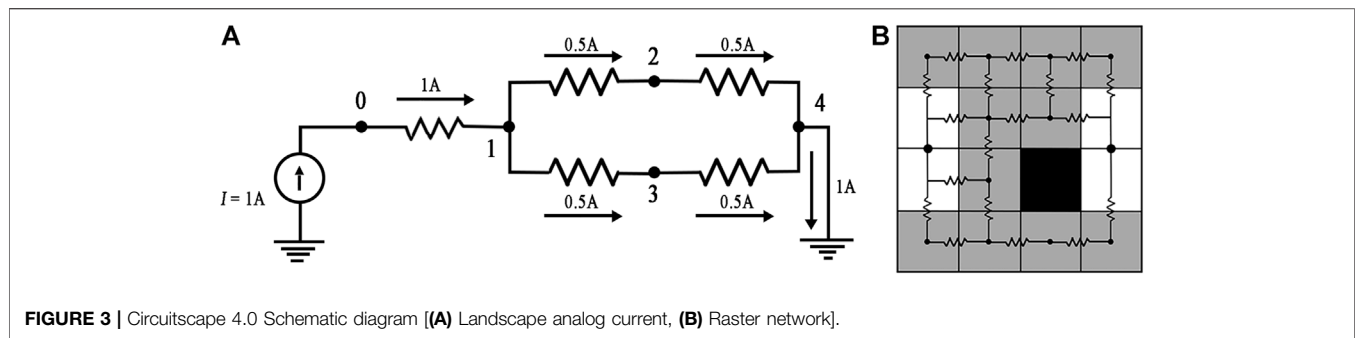 A
B
0.5A
0.5A
2
1A
0
4
1
3
1A
I = 1A
0.5A
0.5A
FIGURE 3 | Circuitscape 4.0 Schematic diagram [(A) Landscape analog current, (B) Raster network].